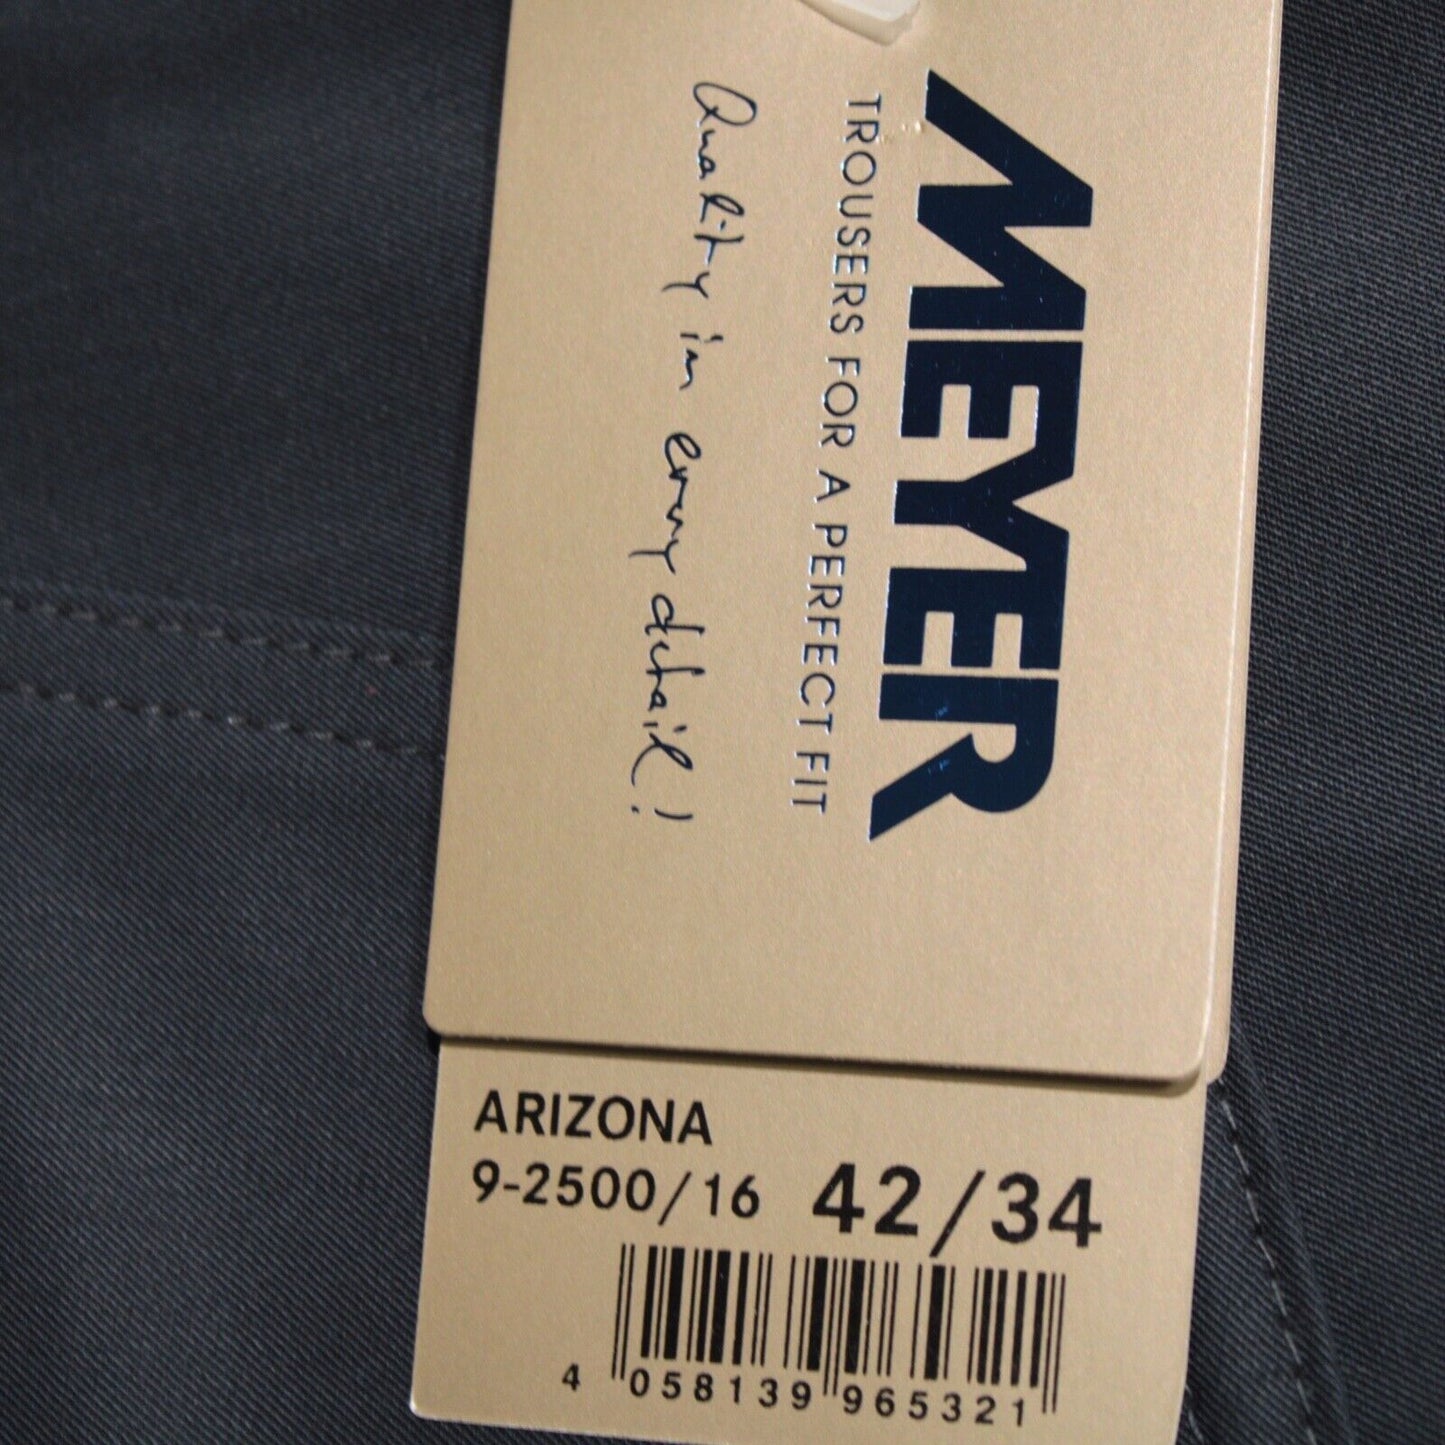 MEYER
TROUSERS FOR A PERFECT FIT
Quality in every detail!
ARIZONA
9-2500/16 42/34
4 058139 965321